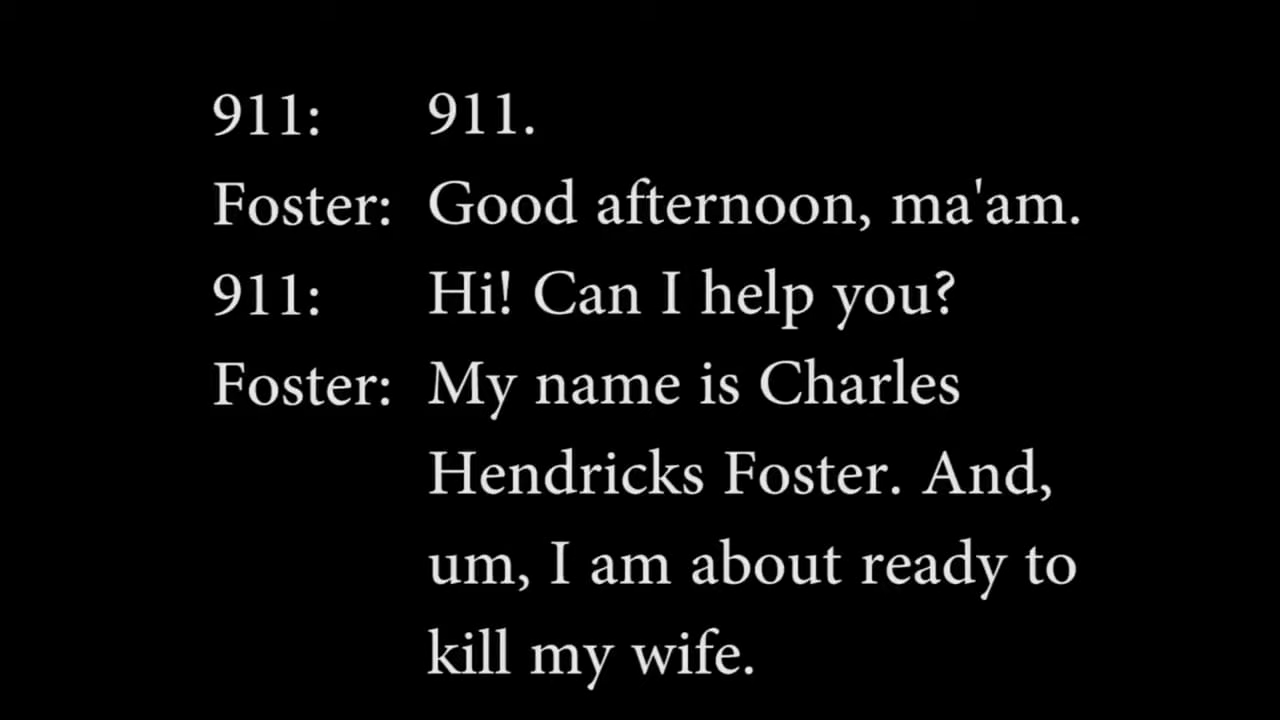 911: 911.
Foster: Good afternoon, ma'am.
911: Hi! Can I help you?
Foster: My name is Charles
Hendricks Foster. And,
um, I am about ready to
kill my wife.